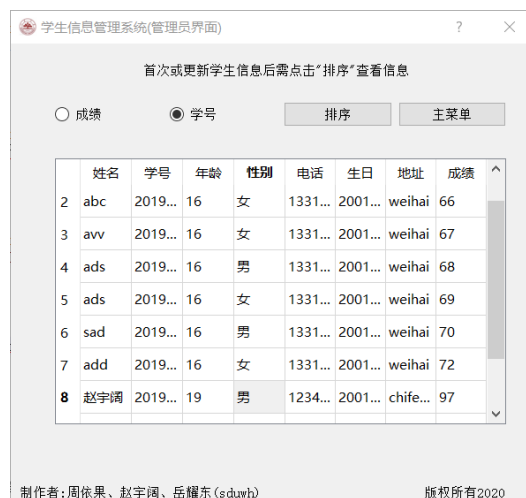 学生信息管理系统(管理员界面) ?
首次或更新学生信息后需点击"排序"查看信息
成绩 学号 排序 主菜单
姓名 学号 年龄 性别 电话 生日 地址 成绩
2 abc 2019... 16 女 1331... 2001... weihai 66
3 avv 2019... 16 女 1331... 2001... weihai 67
4 ads 2019... 16 男 1331... 2001... weihai 68
5 ads 2019... 16 女 1331... 2001... weihai 69
6 sad 2019... 16 男 1331... 2001... weihai 70
7 add 2019... 16 女 1331... 2001... weihai 72
8 赵宇阔 2019... 19 男 1234... 2001... chife... 97
制作者:周依果、赵宇阔、岳耀东(sduwh) 版权所有2020